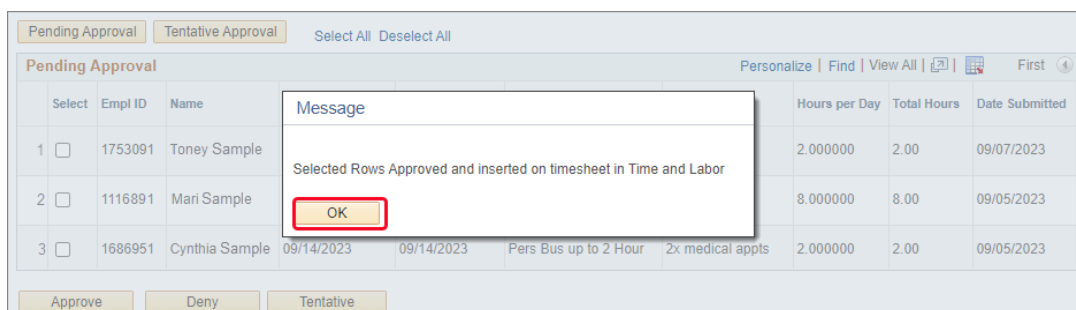 Pending Approval Tentative Approval Select All Deselect All
Pending Approval Personalize | Find | View All | | First
Select Empl ID Name Hours per Day Total Hours Date Submitted
Message
1 1753091 Toney Sample 2.000000 2.00 09/07/2023
Selected Rows Approved and inserted on timesheet in Time and Labor
2 1116891 Mari Sample 8.000000 8.00 09/05/2023
OK
3 1686951 Cynthia Sample 09/14/2023 09/14/2023 Pers Bus up to 2 Hour 2x medical appts 2.000000 2.00 09/05/2023
Approve Deny Tentative